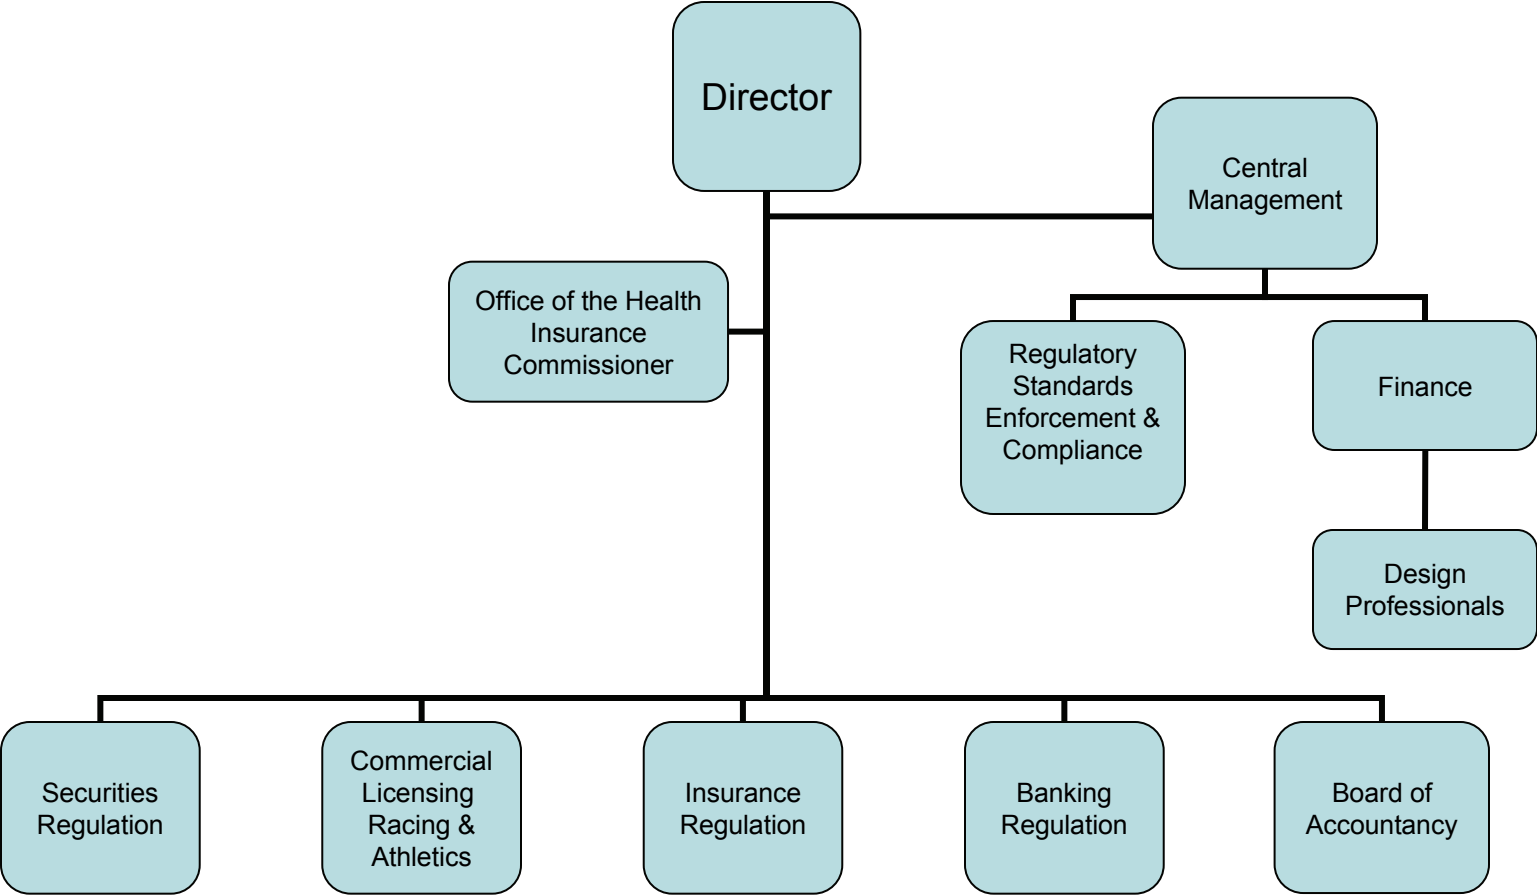 Director
Central
Management
Office of the Health
Insurance
Commissioner
Regulatory
Standards
Enforcement &
Compliance
Finance
Design
Professionals
Securities
Regulation
Commercial
Licensing
Racing &
Athletics
Insurance
Regulation
Banking
Regulation
Board of
Accountancy